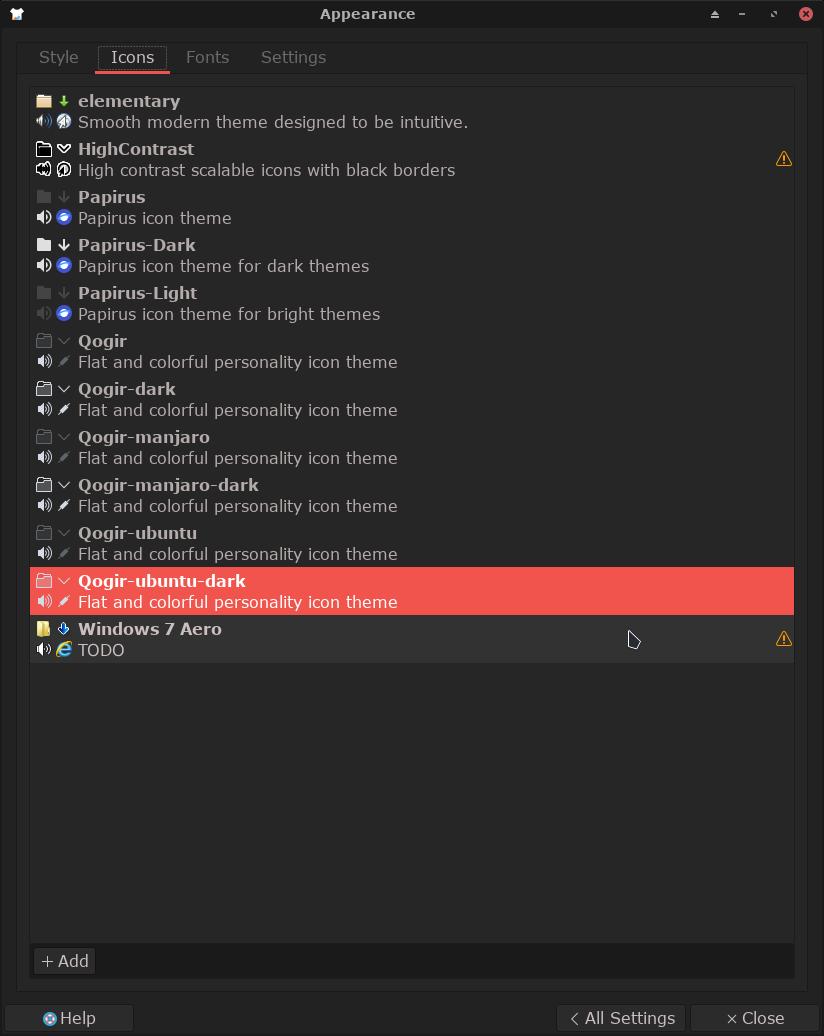 Appearance
Style Icons Fonts Settings
elementary
Smooth modern theme designed to be intuitive.
HighContrast
High contrast scalable icons with black borders
Papirus
Papirus icon theme
Papirus-Dark
Papirus icon theme for dark themes
Papirus-Light
Papirus icon theme for bright themes
Qogir
Flat and colorful personality icon theme
Qogir-dark
Flat and colorful personality icon theme
Qogir-manjaro
Flat and colorful personality icon theme
Qogir-manjaro-dark
Flat and colorful personality icon theme
Qogir-ubuntu
Flat and colorful personality icon theme
Qogir-ubuntu-dark
Flat and colorful personality icon theme
Windows 7 Aero
TODO
+ Add
Help All Settings Close